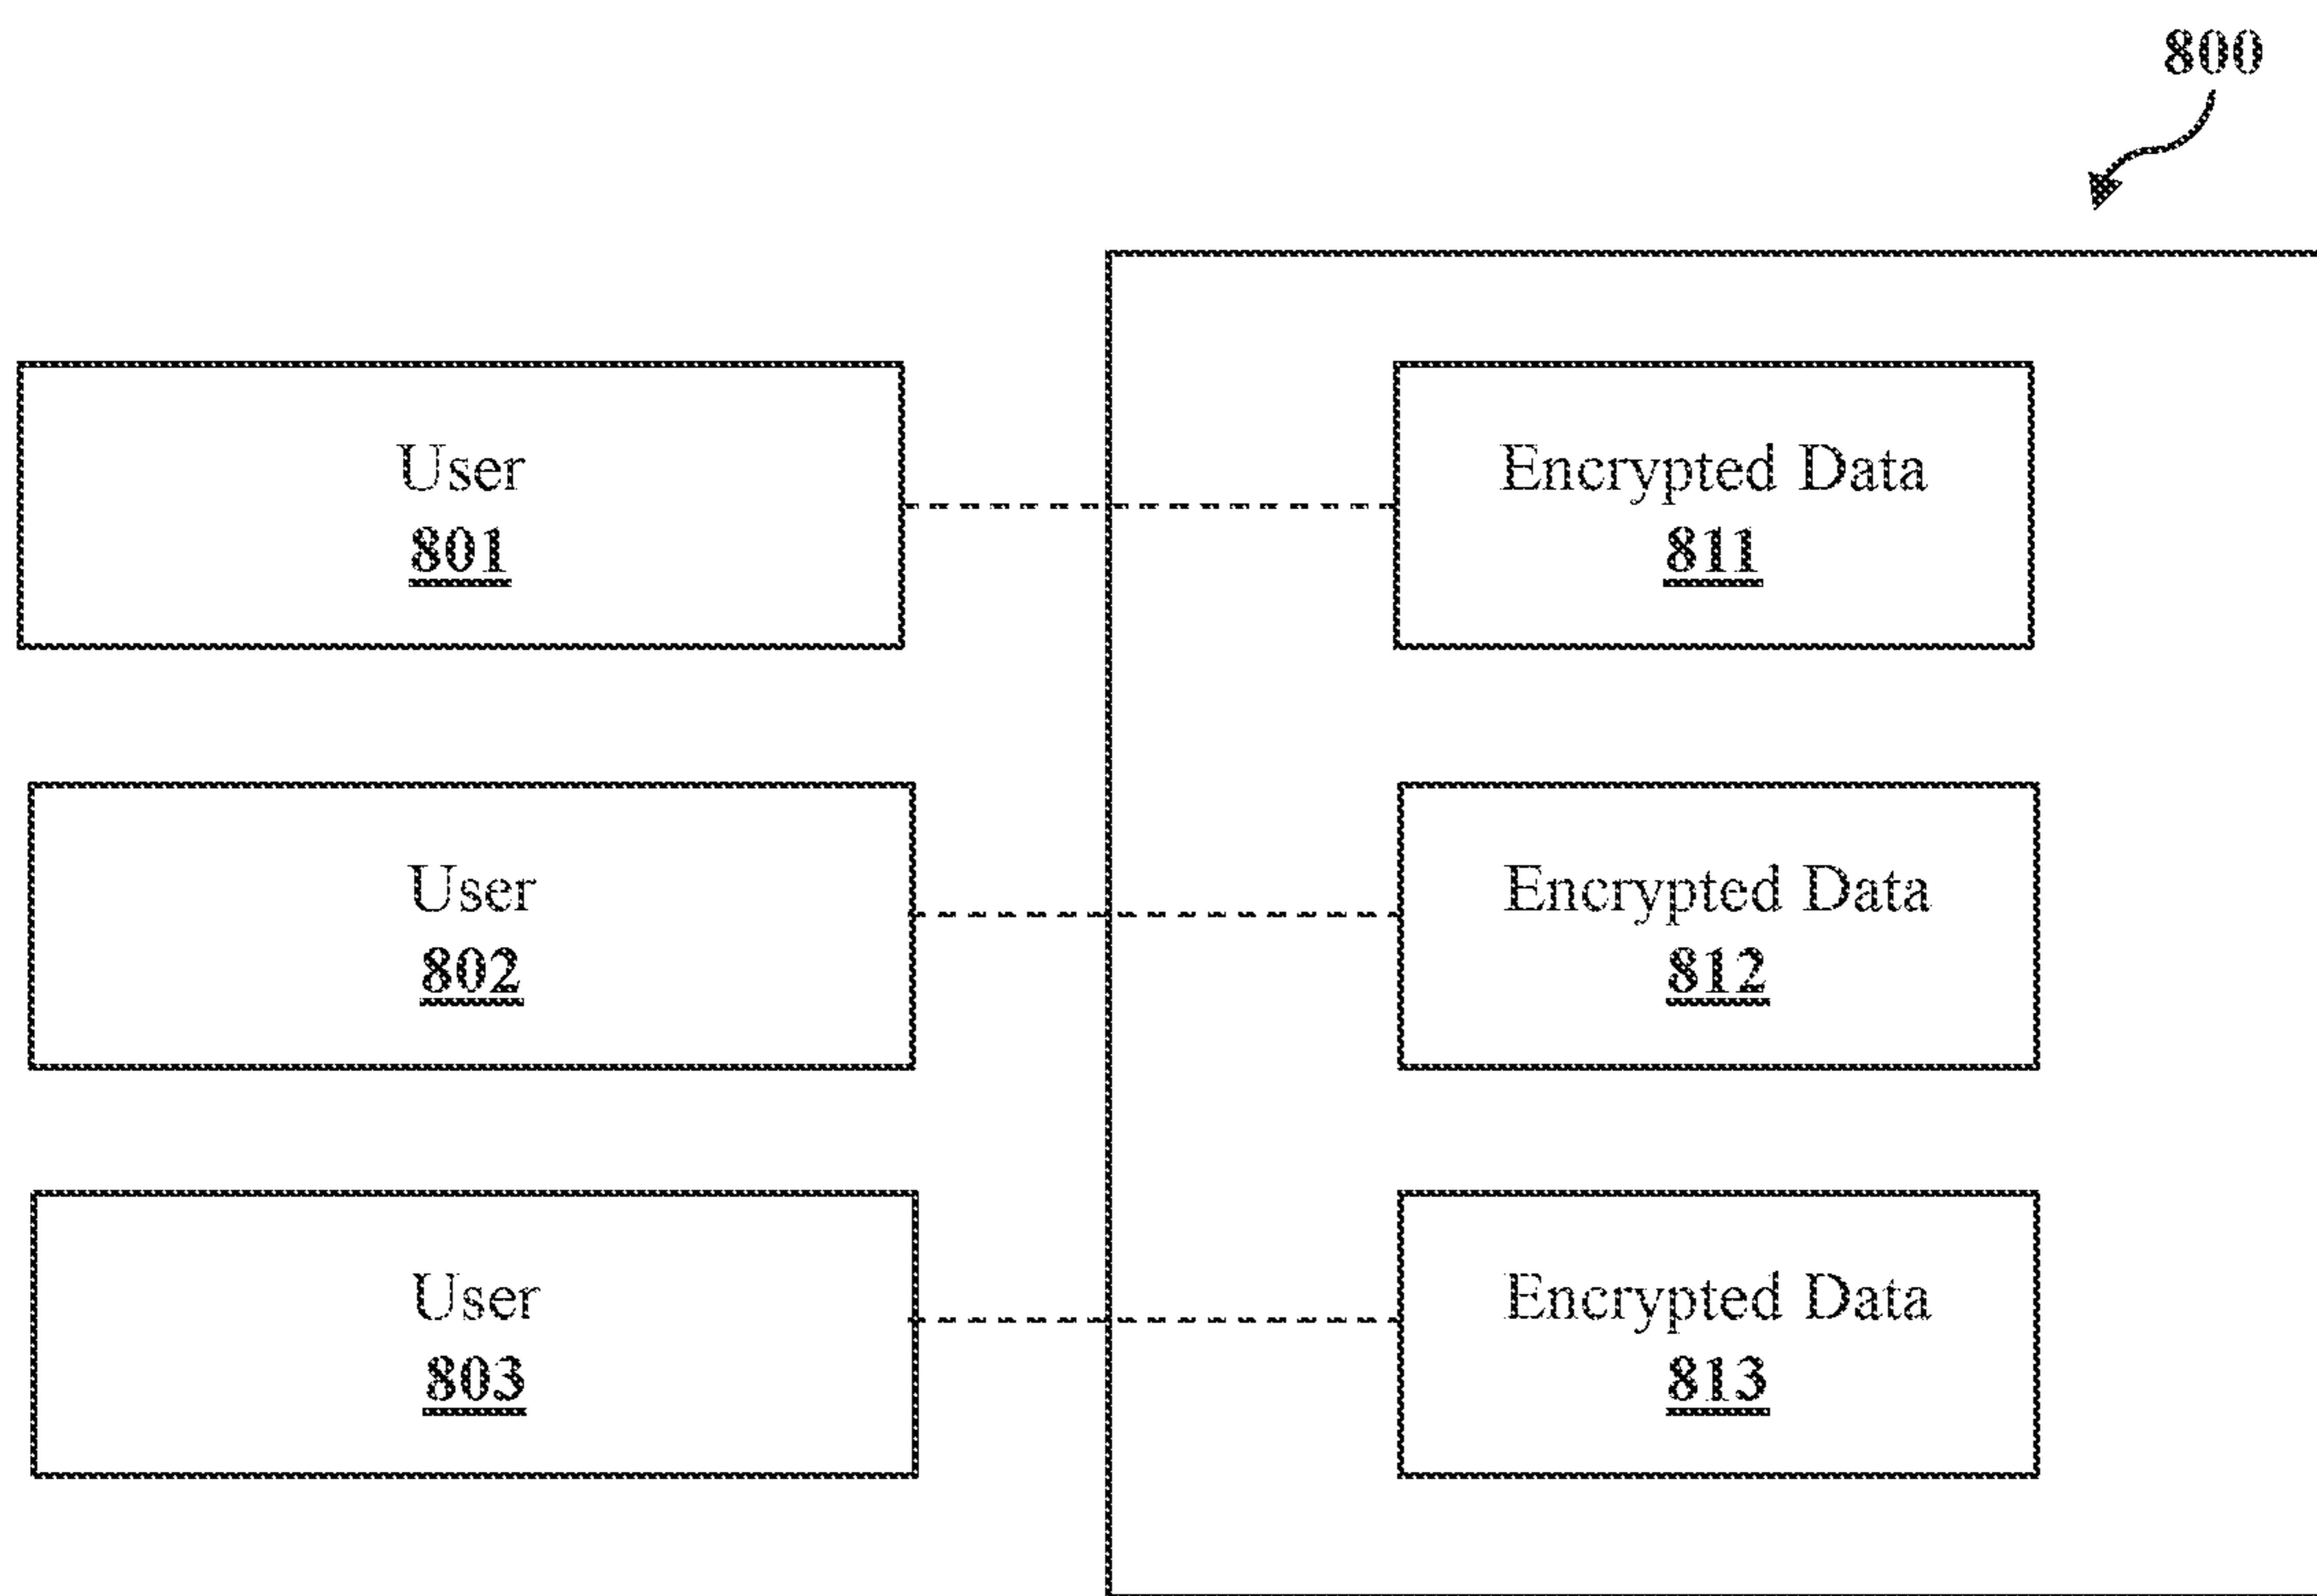 800
User
801
Encrypted Data
811
User
802
Encrypted Data
812
User
803
Encrypted Data
813